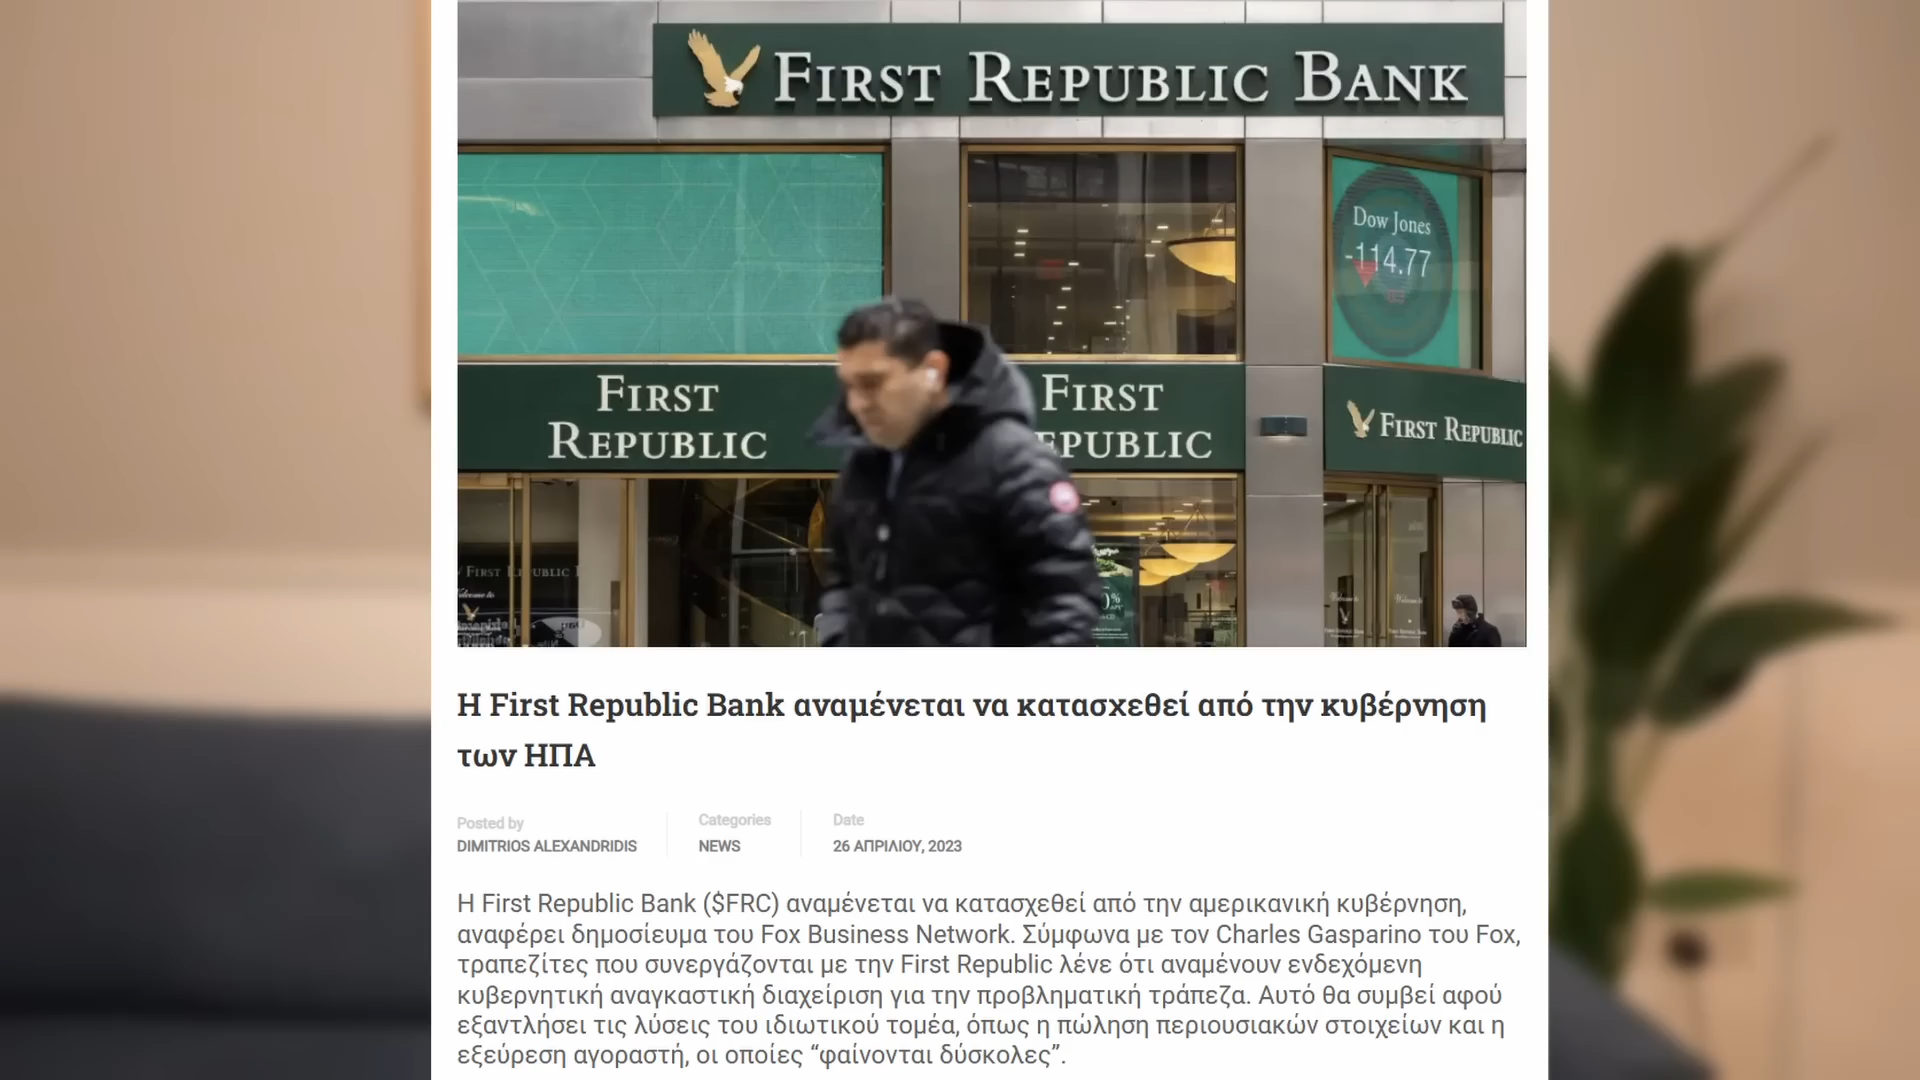 FIRST REPUBLIC BANK
Dow Jones
-114.77
FIRST
REPUBLIC
FIRST
EPUBLIC
FIRST REPUBLIC
Η First Republic Bank αναμένεται να κατασχεθεί από την κυβέρνηση
των ΗΠΑ
Posted by
DIMITRIOS ALEXANDRIDIS
Categories
NEWS
Date
26 ΑΠΡΙΛΙΟΥ, 2023
Η First Republic Bank ($FRC) αναμένεται να κατασχεθεί από την αμερικανική κυβέρνηση,
αναφέρει δημοσίευμα του Fox Business Network. Σύμφωνα με τον Charles Gasparino του Fox,
τραπεζίτες που συνεργάζονται με την First Republic λένε ότι αναμένουν ενδεχόμενη
κυβερνητική αναγκαστική διαχείριση για την προβληματική τράπεζα. Αυτό θα συμβεί αφού
εξαντλήσει τις λύσεις του ιδιωτικού τομέα, όπως η πώληση περιουσιακών στοιχείων και η
εξεύρεση αγοραστή, οι οποίες “φαίνονται δύσκολες”.